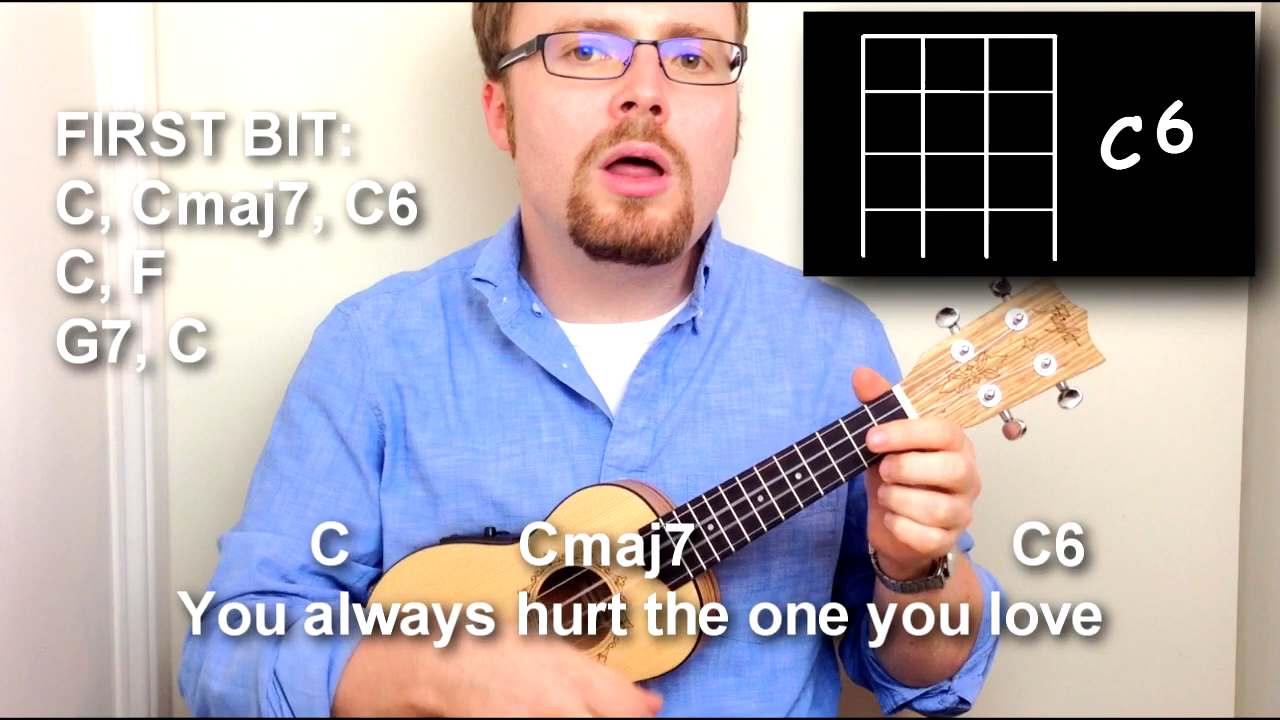 FIRST BIT:
C, Cmaj7, C6
C, F
G7, C
C6
C Cmaj7 C6
You always hurt the one you love